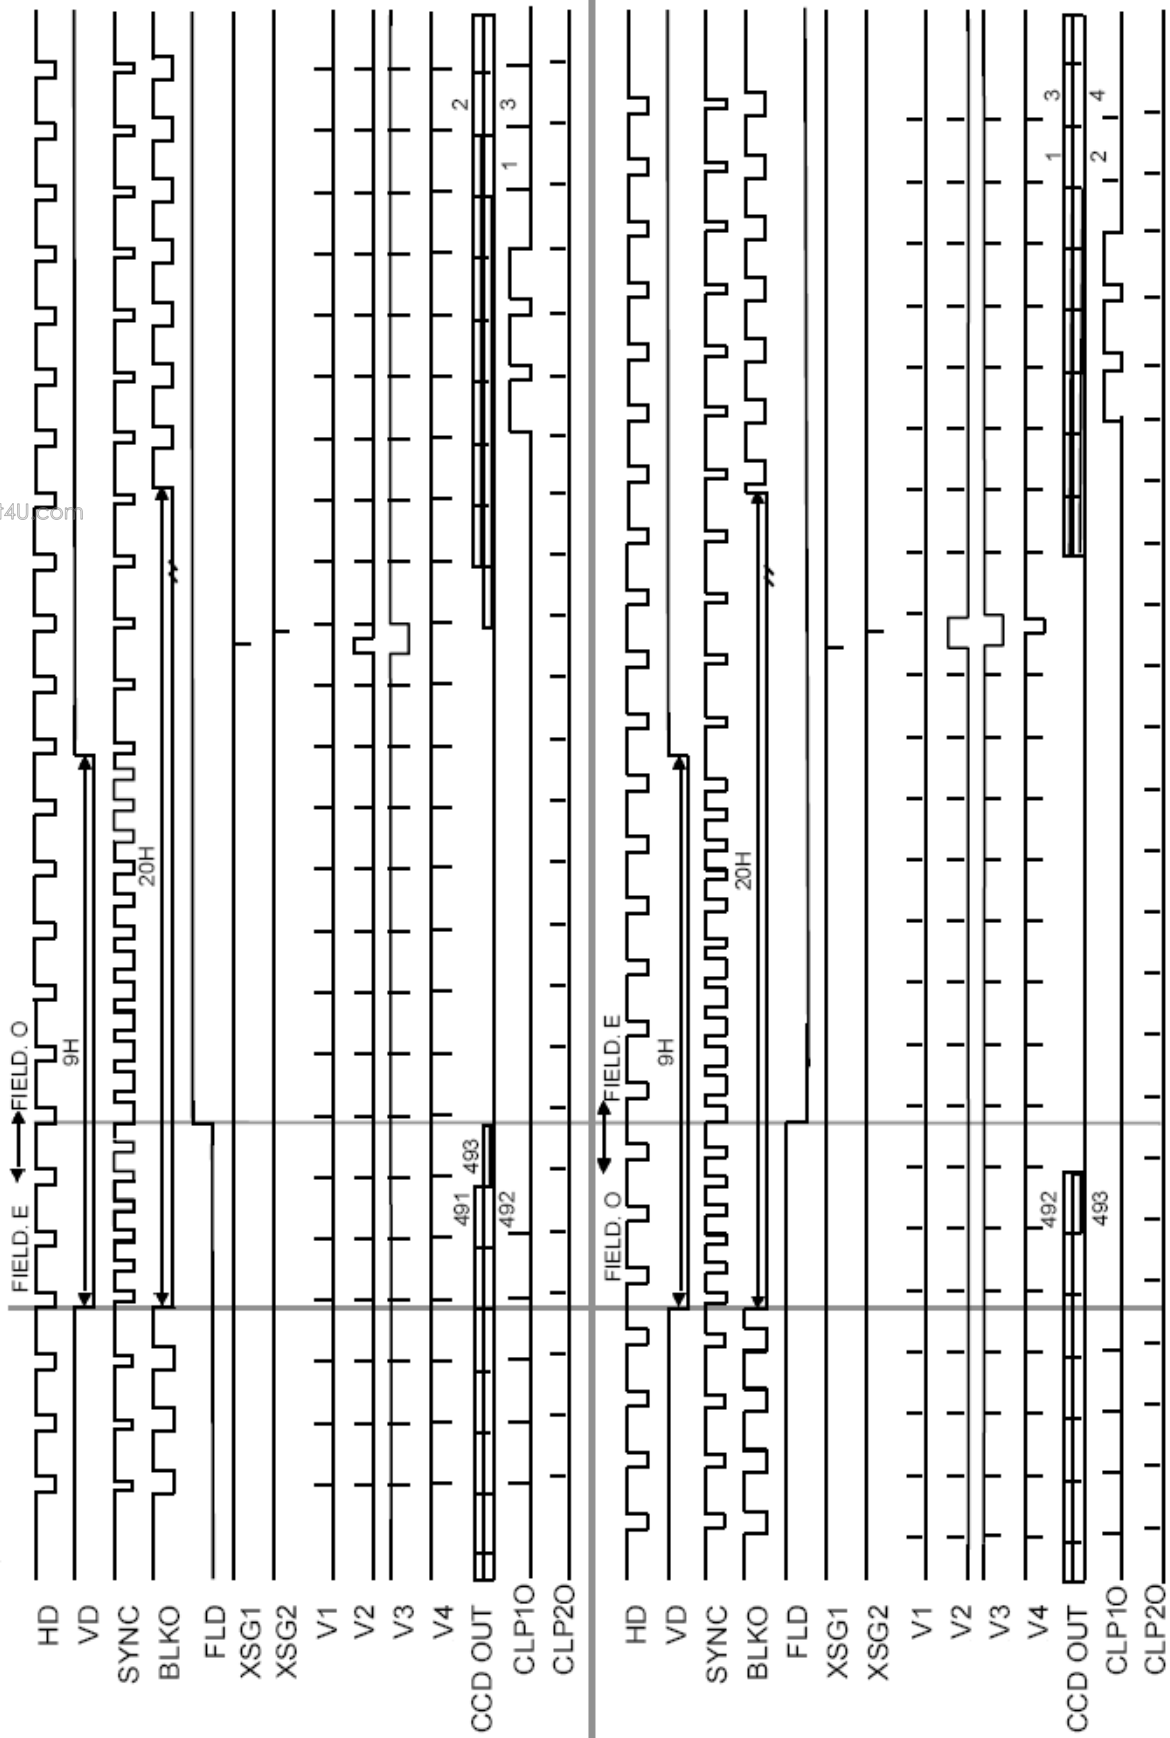 FIELD. E
FIELD. O
HD
9H
VD
SYNC
20H
BLKO
FLD
XSG1
XSG2
V1
V2
V3
V4
491
493
2
CCD OUT
492
1
3
CLP1O
CLP2O
FIELD. O
FIELD. E
HD
9H
VD
SYNC
20H
BLKO
FLD
XSG1
XSG2
V1
V2
V3
V4
492
1
3
CCD OUT
493
2
4
CLP1O
CLP2O
t4U.com